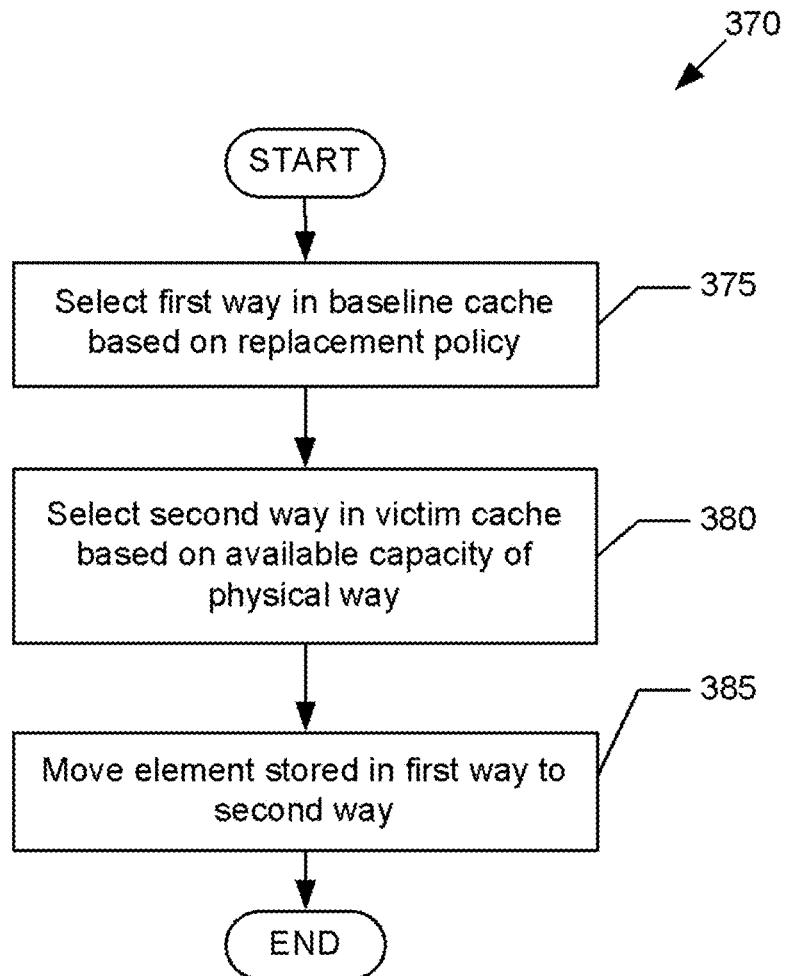 370
START
Select first way in baseline cache
based on replacement policy
375
Select second way in victim cache
based on available capacity of
physical way
380
Move element stored in first way to
second way
385
END